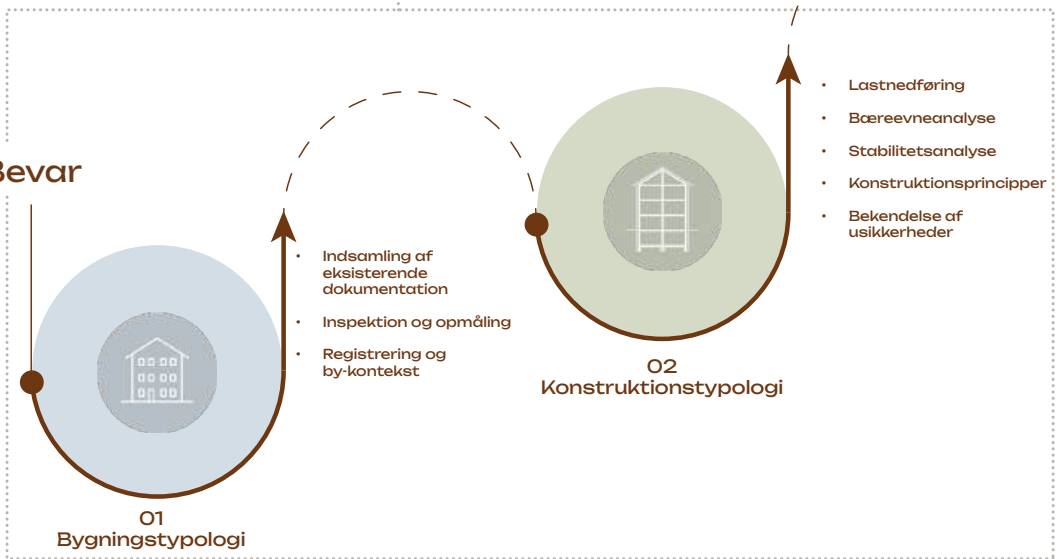 Bevar
• Indsamling af
eksisterende
dokumentation
• Inspektion og opmåling
• Registrering og
by-kontekst
01
Bygningstypologi
• Lastnedføring
• Bæreevneanalyse
• Stabilitetsanalyse
• Konstruktionsprincipper
• Bekendelse af
usikkerheder
02
Konstruktionstypologi